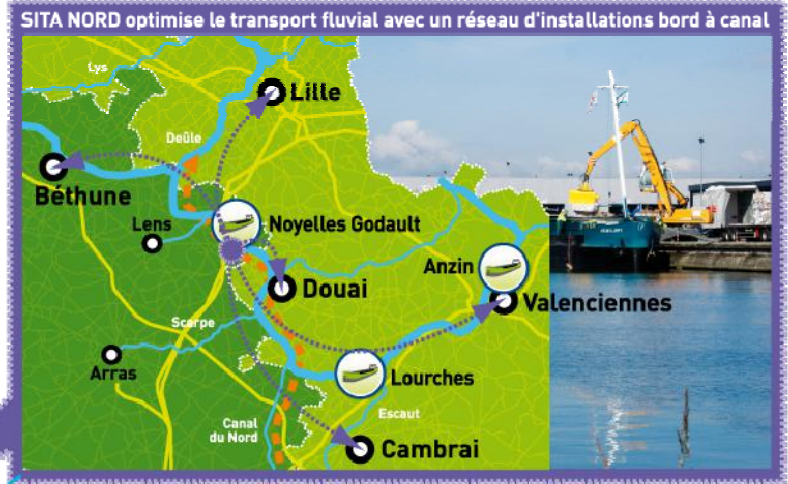 SITA NORD optimise le transport fluvial avec un réseau d'installations bord à canal
Lys
Lille
Deûle
Béthune
Lens
Noyelles Godault
Anzin
Douai
Valenciennes
Scarpe
Arras
Lourches
Escaut
Canal
du Nord
Cambrai